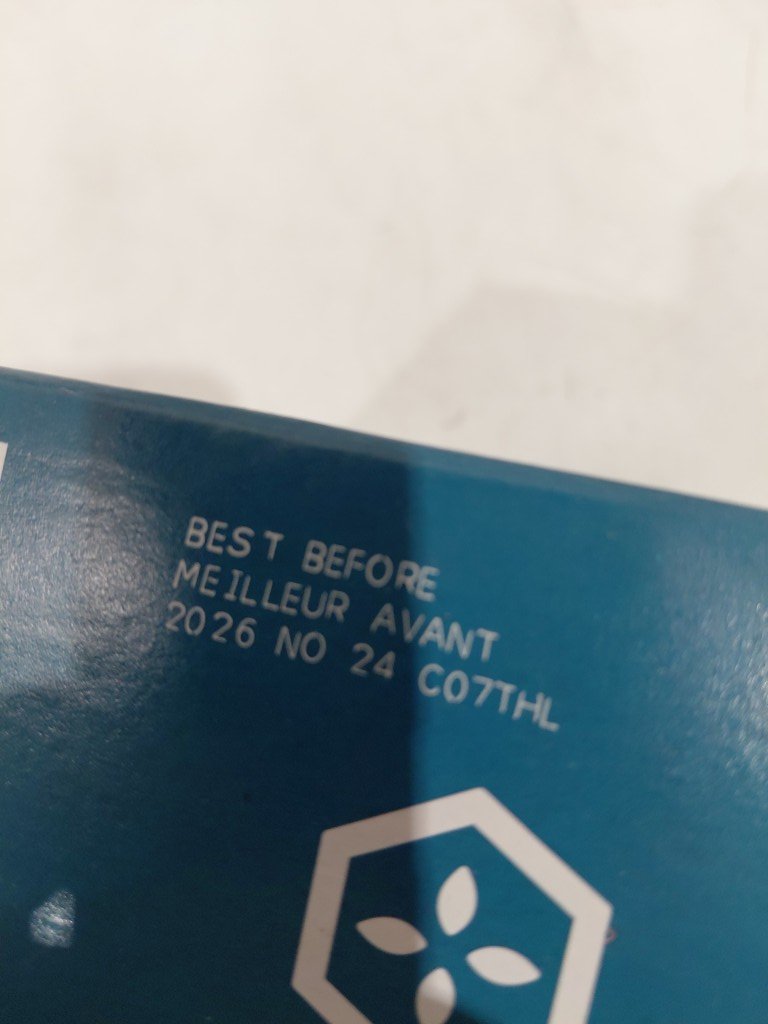 BEST BEFORE
MEILLEUR AVANT
2026 NO 24 C07THL